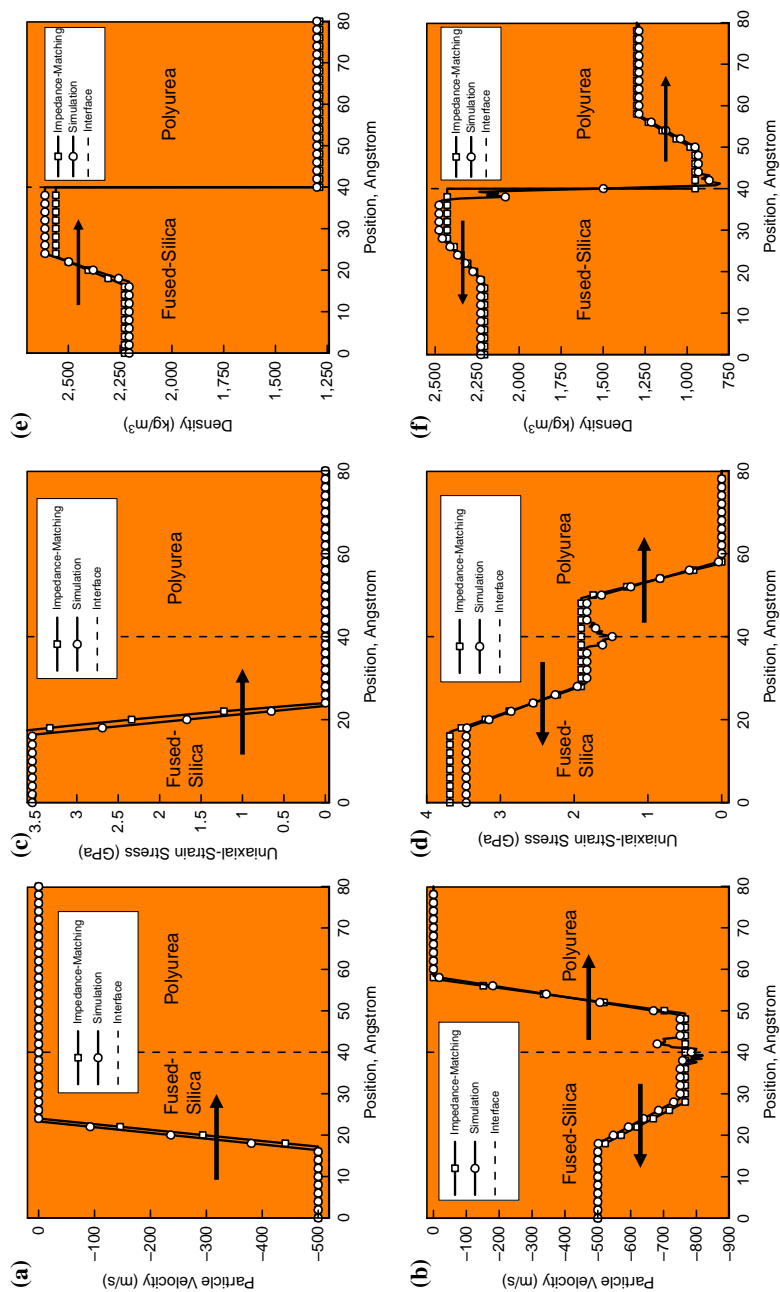 (a)
0
−100
−200
−300
−400
−500
Particle Velocity (m/s)
Impedance-Matching
Simulation
Interface
Fused-Silica
Polyurea
0 10 20 30 40 50 60 70 80
Position, Angstrom
(c)
3.5
3
2.5
2
1.5
1
0.5
0
Uniaxial-Strain Stress (GPa)
Impedance-Matching
Simulation
Interface
Fused-
Silica
Polyurea
0 20 40 60 80
Position, Angstrom
(e)
2,500
2,250
2,000
1,750
1,500
1,250
Density (kg/m³)
Impedance-Matching
Simulation
Interface
Fused-Silica
Polyurea
0 10 20 30 40 50 60 70 80
Position, Angstrom
(b)
0
−100
−200
−300
−400
−500
−600
−700
−800
−900
Particle Velocity (m/s)
Impedance-Matching
Simulation
Interface
Fused-Silica
Polyurea
0 10 20 30 40 50 60 70 80
Position, Angstrom
(d)
4
3
2
1
0
Uniaxial-Strain Stress (GPa)
Impedance-Matching
Simulation
Interface
Fused-
Silica
Polyurea
0 20 40 60 80
Position, Angstrom
(f)
2,500
2,250
2,000
1,750
1,500
1,250
1,000
750
Density (kg/m³)
Impedance-Matching
Simulation
Interface
Fused-Silica
Polyurea
0 10 20 30 40 50 60 70 80
Position, Angstrom